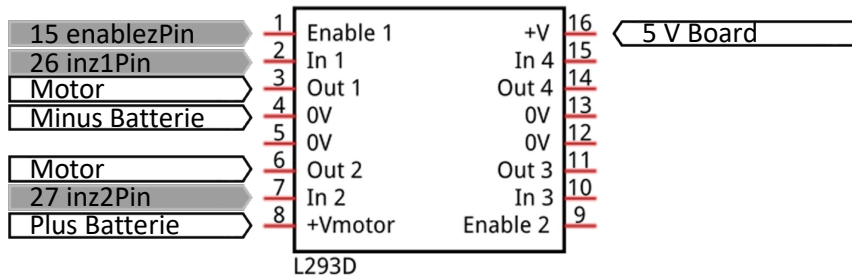 15 enablezPin 1 Enable 1 +V 16 5 V Board
26 inz1Pin 2 In 1 In 4 15
Motor 3 Out 1 Out 4 14
Minus Batterie 4 0V 0V 13
5 0V 0V 12
Motor 6 Out 2 Out 3 11
27 inz2Pin 7 In 2 In 3 10
Plus Batterie 8 +Vmotor Enable 2 9
L293D